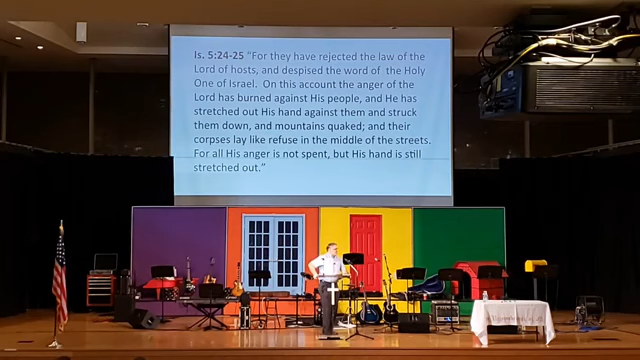 Is. 5:24-25 "For they have rejected the law of the
Lord of hosts, and despised the word of the Holy
One of Israel. On this account the anger of the
Lord has burned against His people, and He has
stretched out His hand against them and struck
them down, and mountains quaked; and their
corpses lay like refuse in the middle of the streets.
For all His anger is not spent, but His hand is still
stretched out."